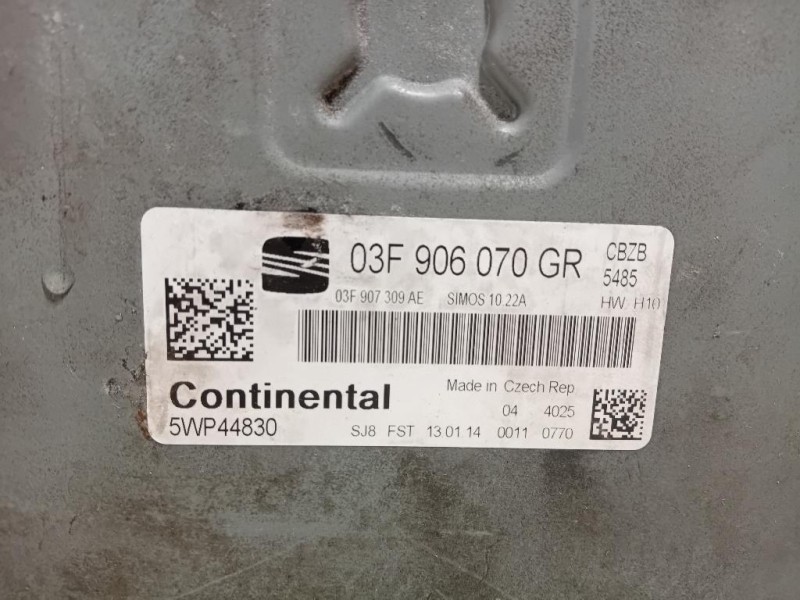 03F 906 070 GR
CBZB
5485
03F 907 309 AE SIMOS 10.22A HW. H10
Continental
5WP44830
Made in Czech Rep
04 4025
SJ8 FST 13 01 14 0011 0770